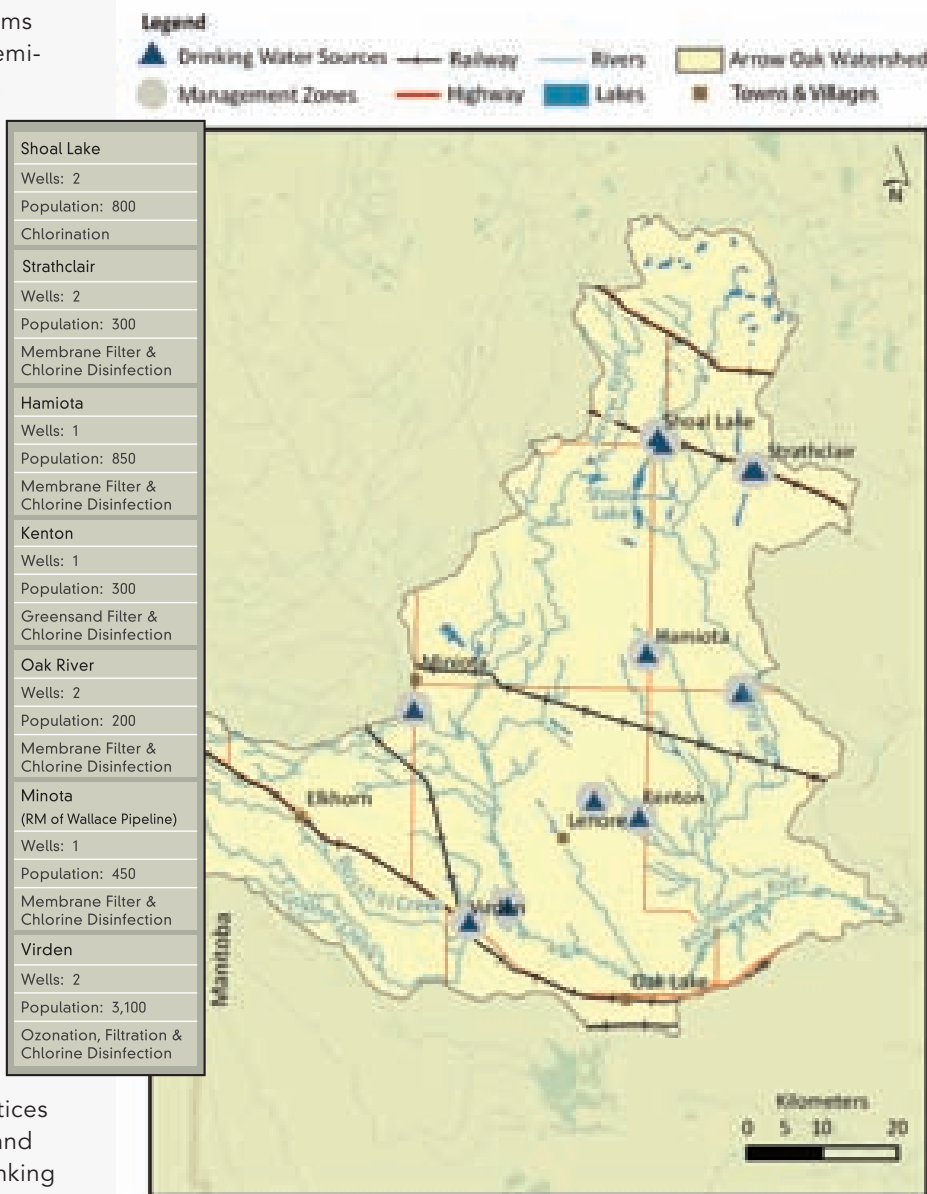 ms
emi-
Legend
Drinking Water Sources
Railway
Rivers
Arrow Oak Watershed
Management Zones
Highway
Lakes
Towns & Villages
Shoal Lake
Wells: 2
Population: 800
Chlorination
Strathclair
Wells: 2
Population: 300
Membrane Filter &
Chlorine Disinfection
Hamiota
Wells: 1
Population: 850
Membrane Filter &
Chlorine Disinfection
Kenton
Wells: 1
Population: 300
Greensand Filter &
Chlorine Disinfection
Oak River
Wells: 2
Population: 200
Membrane Filter &
Chlorine Disinfection
Minota
(RM of Wallace Pipeline)
Wells: 1
Population: 450
Membrane Filter &
Chlorine Disinfection
Virden
Wells: 2
Population: 3,100
Ozonation, Filtration &
Chlorine Disinfection
N
Shoal Lake
Strathclair
Shoal
Lake
Hamiota
Miniota
Elkhorn
Kenton
Lenore
Virden
Oak Lake
Manitoba
Kilometers
0 5 10 20
tices
and
nking